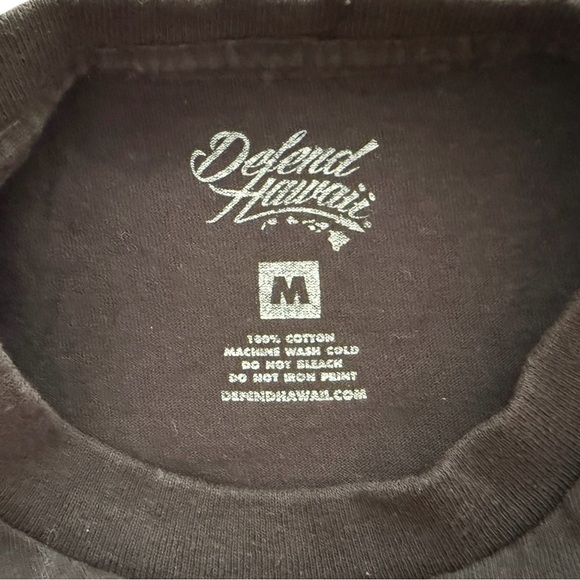 Defend
Hawaii
M
100% COTTON
MACHINE WASH COLD
DO NOT BLEACH
DO NOT IRON PRINT
DEFENDHAWAII.COM